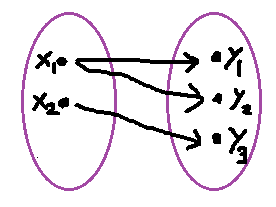 X₁ Y₁
X₂ Y₂
Y₃